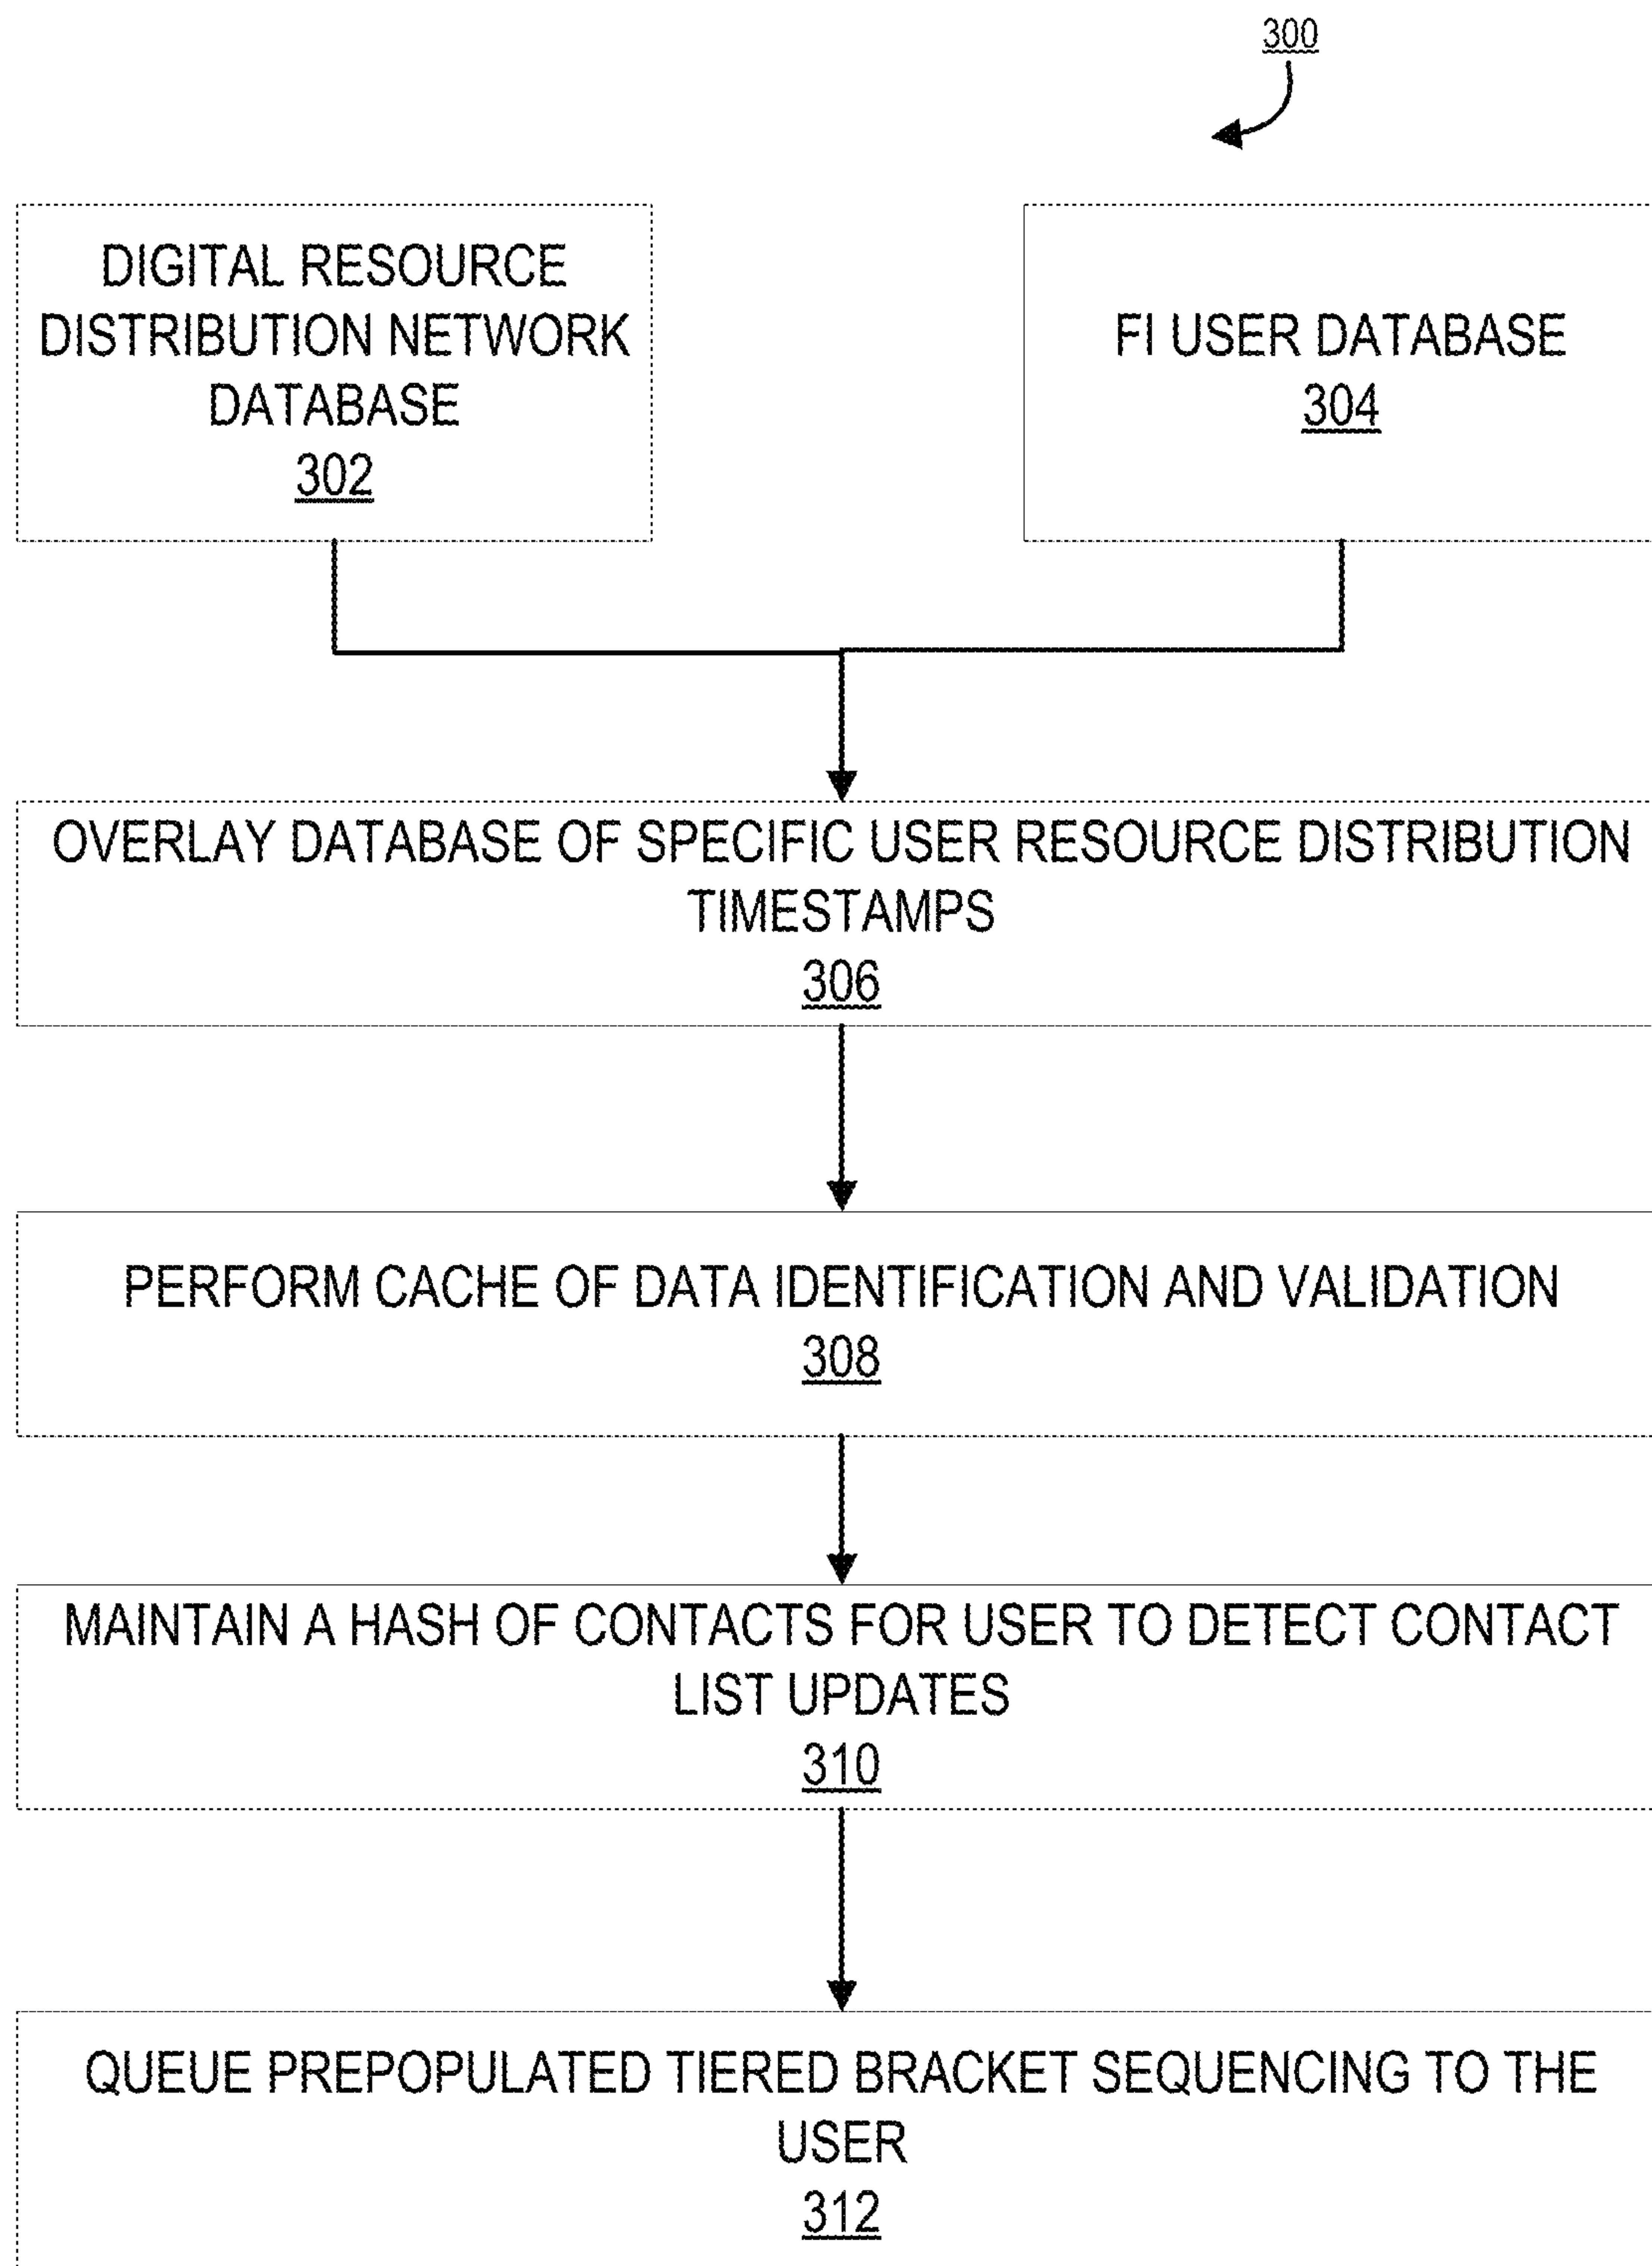 300
DIGITAL RESOURCE
DISTRIBUTION NETWORK
DATABASE
302
FI USER DATABASE
304
OVERLAY DATABASE OF SPECIFIC USER RESOURCE DISTRIBUTION
TIMESTAMPS
306
PERFORM CACHE OF DATA IDENTIFICATION AND VALIDATION
308
MAINTAIN A HASH OF CONTACTS FOR USER TO DETECT CONTACT
LIST UPDATES
310
QUEUE PREPOPULATED TIERED BRACKET SEQUENCING TO THE
USER
312